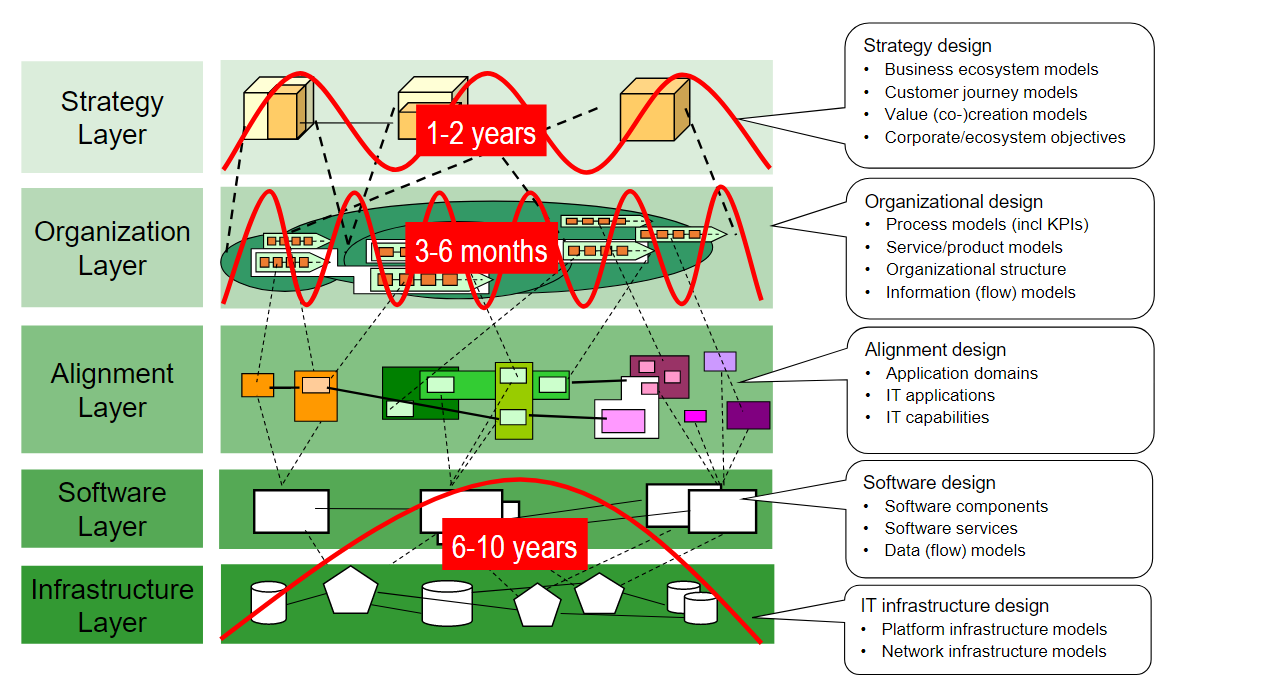 Strategy
Layer
1-2 years
Strategy design
• Business ecosystem models
• Customer journey models
• Value (co-)creation models
• Corporate/ecosystem objectives
Organization
Layer
3-6 months
Organizational design
• Process models (incl KPIs)
• Service/product models
• Organizational structure
• Information (flow) models
Alignment
Layer
Alignment design
• Application domains
• IT applications
• IT capabilities
Software
Layer
6-10 years
Software design
• Software components
• Software services
• Data (flow) models
Infrastructure
Layer
IT infrastructure design
• Platform infrastructure models
• Network infrastructure models